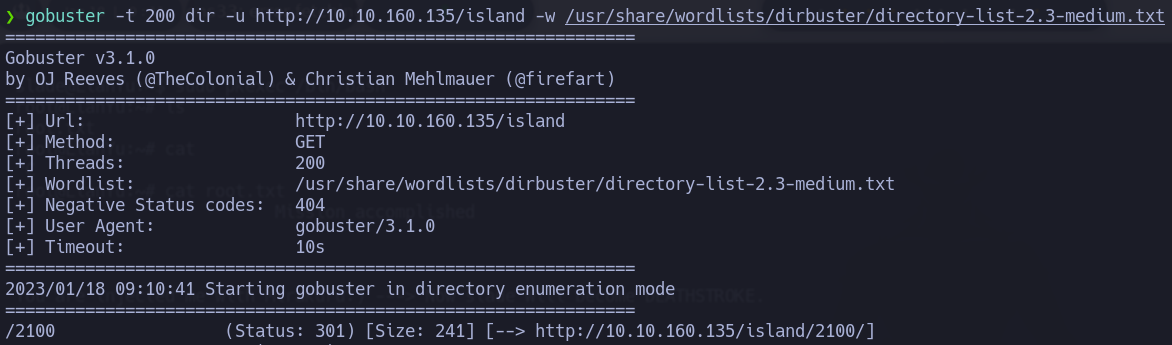 ❯ gobuster -t 200 dir -u http://10.10.160.135/island -w /usr/share/wordlists/dirbuster/directory-list-2.3-medium.txt
===============================================================
Gobuster v3.1.0
by OJ Reeves (@TheColonial) & Christian Mehlmauer (@firefart)
===============================================================
[+] Url:                     http://10.10.160.135/island
[+] Method:                  GET
[+] Threads:                 200
[+] Wordlist:                /usr/share/wordlists/dirbuster/directory-list-2.3-medium.txt
[+] Negative Status codes:   404
[+] User Agent:              gobuster/3.1.0
[+] Timeout:                 10s
===============================================================
2023/01/18 09:10:41 Starting gobuster in directory enumeration mode
===============================================================
/2100                 (Status: 301) [Size: 241] [--> http://10.10.160.135/island/2100/]